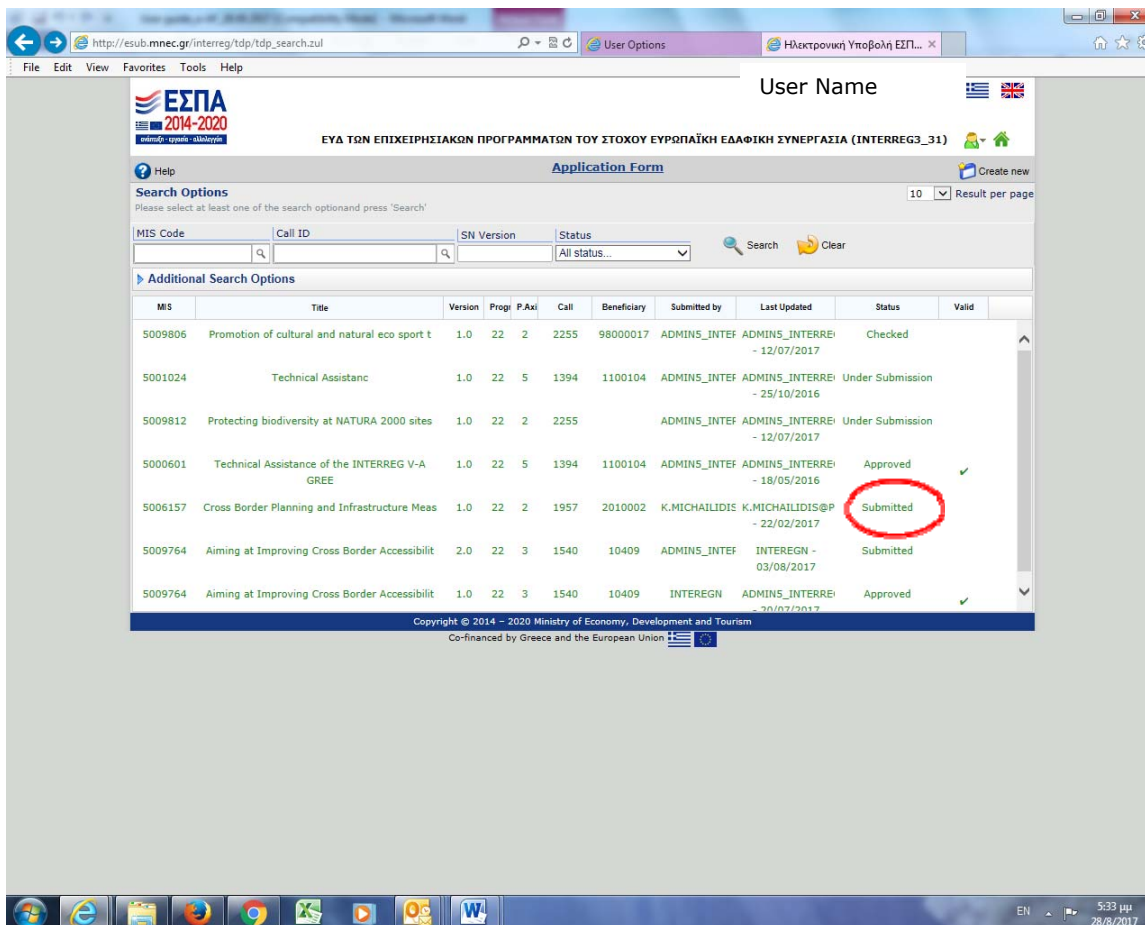 http://esub.mnec.gr/interreg/tdp/tdp_search.zul
User Options
Ηλεκτρονική Υποβολή ΕΣΠ...
File Edit View Favorites Tools Help
User Name
ΕΣΠΑ
2014-2020
ανάπτυξη - εργασία - αλληλεγγύη
ΕΥΔ ΤΩΝ ΕΠΙΧΕΙΡΗΣΙΑΚΩΝ ΠΡΟΓΡΑΜΜΑΤΩΝ ΤΟΥ ΣΤΟΧΟΥ ΕΥΡΩΠΑΪΚΗ ΕΔΑΦΙΚΗ ΣΥΝΕΡΓΑΣΙΑ (INTERREG3_31)
Help Application Form Create new
Search Options 10 Result per page
Please select at least one of the search optionand press 'Search'
MIS Code Call ID SN Version Status
All status... Search Clear
Additional Search Options
MIS Title Version Progr P.Axi Call Beneficiary Submitted by Last Updated Status Valid
5009806 Promotion of cultural and natural eco sport t 1.0 22 2 2255 98000017 ADMIN5_INTER ADMIN5_INTERRE Checked
- 12/07/2017
5001024 Technical Assistanc 1.0 22 5 1394 1100104 ADMIN5_INTER ADMIN5_INTERRE Under Submission
- 25/10/2016
5009812 Protecting biodiversity at NATURA 2000 sites 1.0 22 2 2255 ADMIN5_INTER ADMIN5_INTERRE Under Submission
- 12/07/2017
5000601 Technical Assistance of the INTERREG V-A 1.0 22 5 1394 1100104 ADMIN5_INTER ADMIN5_INTERRE Approved ✔
GREE - 18/05/2016
5006157 Cross Border Planning and Infrastructure Meas 1.0 22 2 1957 2010002 K.MICHAILIDIS K.MICHAILIDIS@P Submitted
- 22/02/2017
5009764 Aiming at Improving Cross Border Accessibilit 2.0 22 3 1540 10409 ADMIN5_INTER INTEREGN - Submitted
03/08/2017
5009764 Aiming at Improving Cross Border Accessibilit 1.0 22 3 1540 10409 INTEREGN ADMIN5_INTERRE Approved ✔
- 20/07/2017
Copyright © 2014 – 2020 Ministry of Economy, Development and Tourism
Co-financed by Greece and the European Union
EN 5:33 μμ
28/8/2017